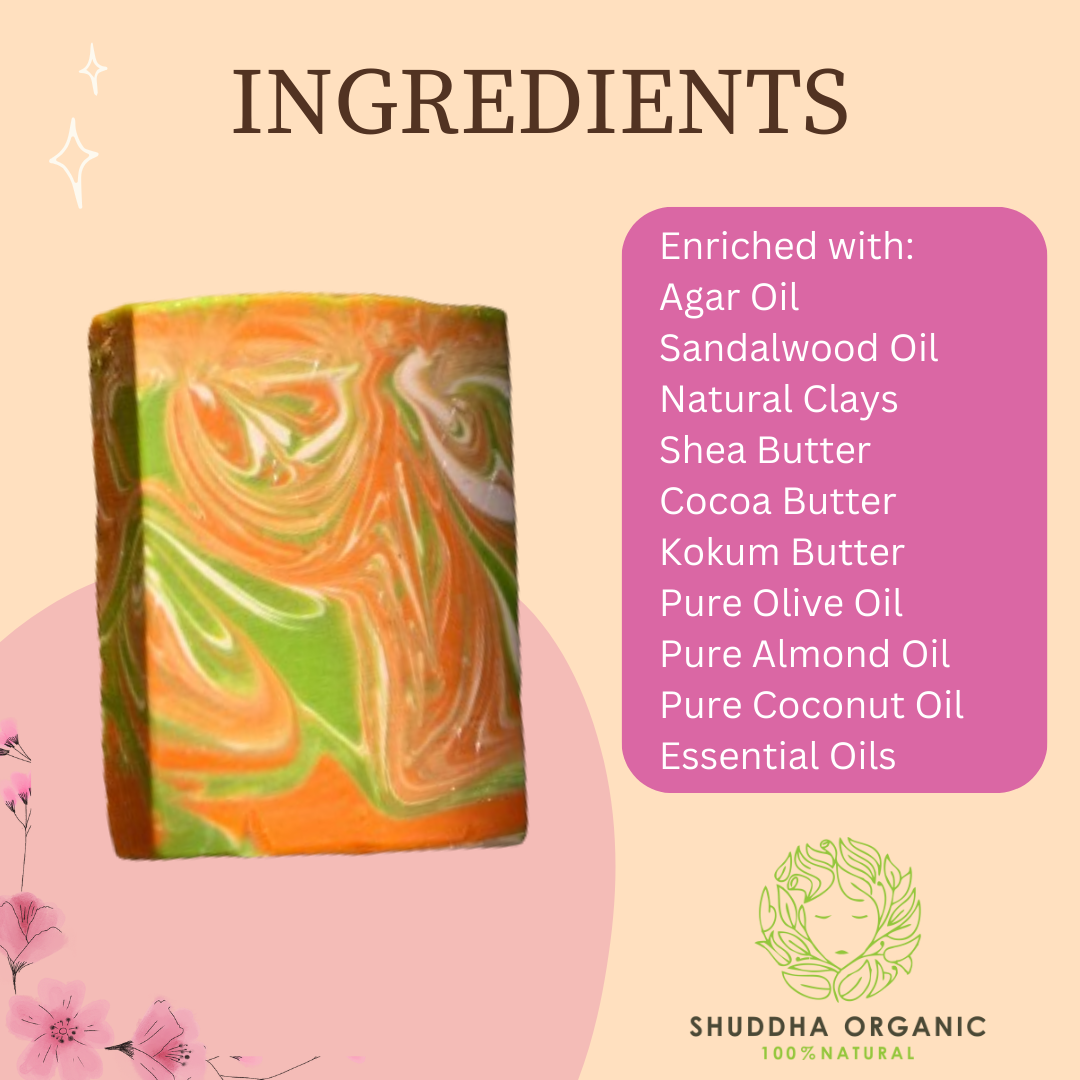 INGREDIENTS
Enriched with:
Agar Oil
Sandalwood Oil
Natural Clays
Shea Butter
Cocoa Butter
Kokum Butter
Pure Olive Oil
Pure Almond Oil
Pure Coconut Oil
Essential Oils
SHUDDHA ORGANIC
100%NATURAL